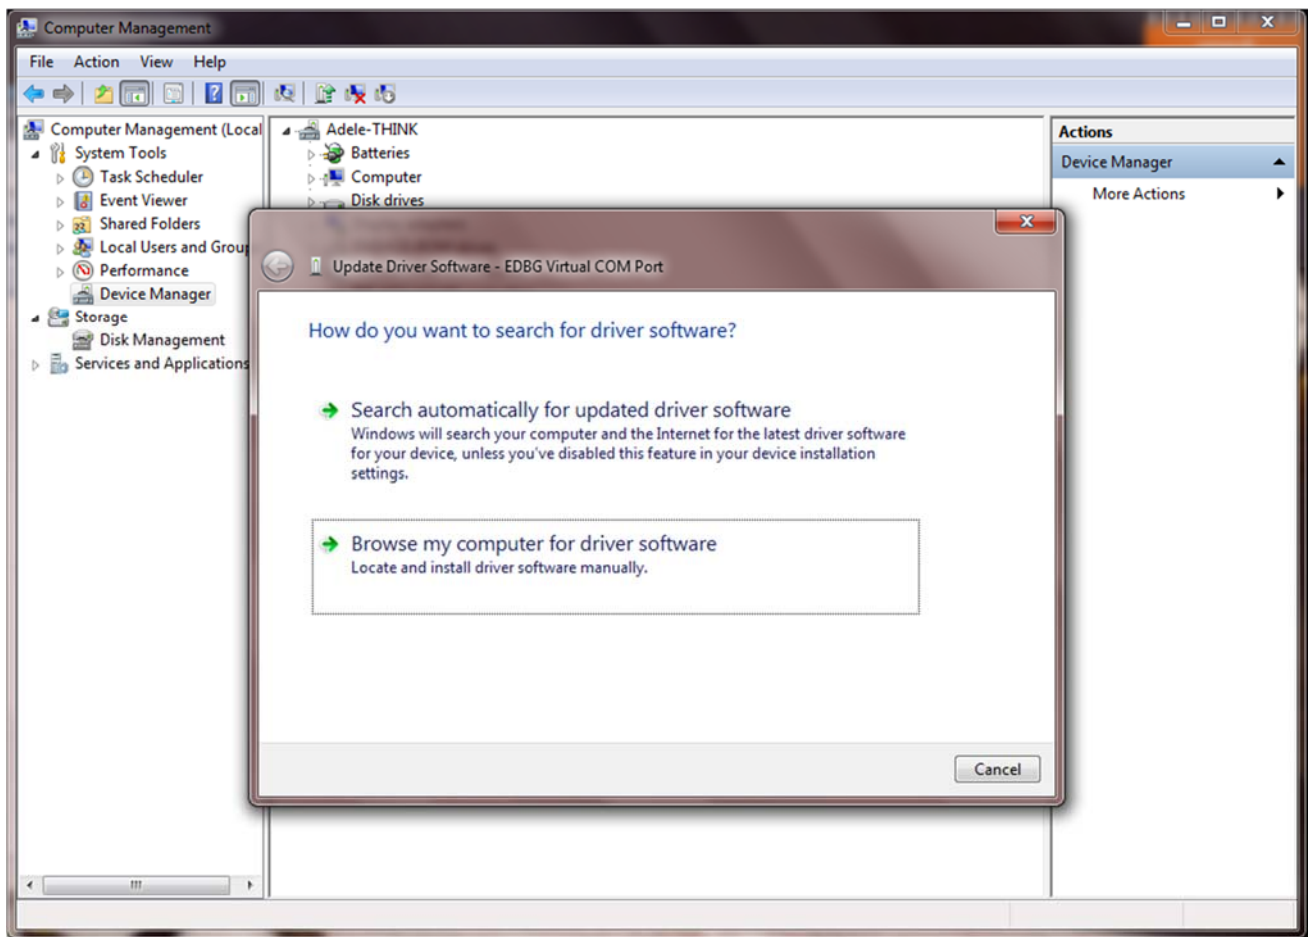 Computer Management
File Action View Help
Computer Management (Local
System Tools
Task Scheduler
Event Viewer
Shared Folders
Local Users and Group
Performance
Device Manager
Storage
Disk Management
Services and Applications
Adele-THINK
Batteries
Computer
Disk drives
Actions
Device Manager
More Actions
Update Driver Software - EDBG Virtual COM Port
How do you want to search for driver software?
Search automatically for updated driver software
Windows will search your computer and the Internet for the latest driver software
for your device, unless you've disabled this feature in your device installation
settings.
Browse my computer for driver software
Locate and install driver software manually.
Cancel